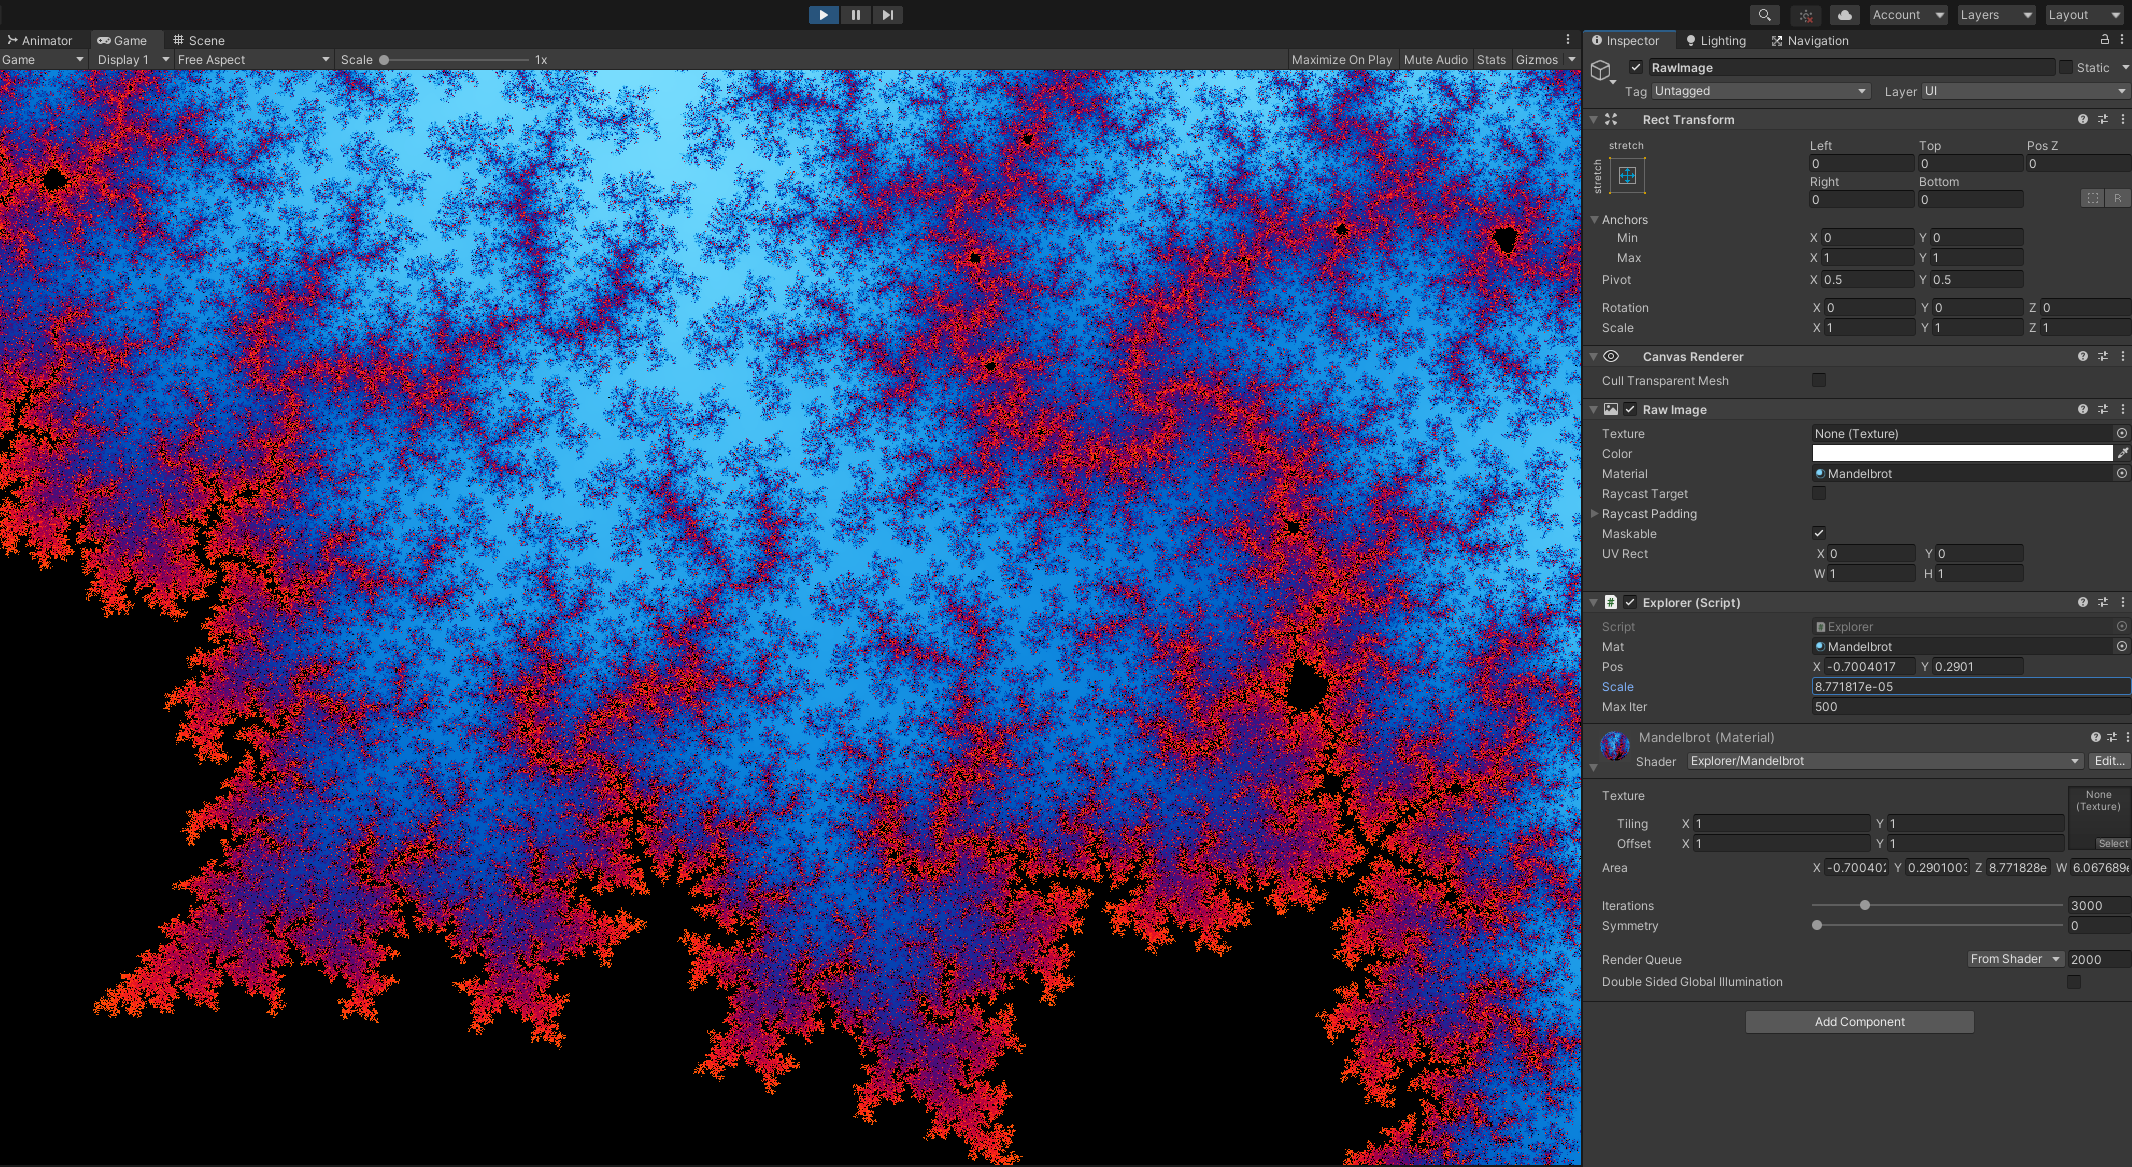 Account Layers Layout
Animator Game Scene
Game Display 1 Free Aspect Scale 1x Maximize On Play Mute Audio Stats Gizmos
Inspector Lighting Navigation
RawImage Static
Tag Untagged Layer UI
Rect Transform
stretch Left Top Pos Z
stretch 0 0 0
Right Bottom
0 0 R
Anchors
Min X 0 Y 0
Max X 1 Y 1
Pivot X 0.5 Y 0.5
Rotation X 0 Y 0 Z 0
Scale X 1 Y 1 Z 1
Canvas Renderer
Cull Transparent Mesh
Raw Image
Texture None (Texture)
Color
Material Mandelbrot
Raycast Target
Raycast Padding
Maskable
UV Rect X 0 Y 0
W 1 H 1
# Explorer (Script)
Script Explorer
Mat Mandelbrot
Pos X -0.7004017 Y 0.2901
Scale 8.771817e-05
Max Iter 500
Mandelbrot (Material)
Shader Explorer/Mandelbrot Edit...
Texture None
(Texture)
Tiling X 1 Y 1
Offset X 1 Y 1 Select
Area X -0.70040 Y 0.290100 Z 8.771828e W 6.067689
Iterations 3000
Symmetry 0
Render Queue From Shader 2000
Double Sided Global Illumination
Add Component